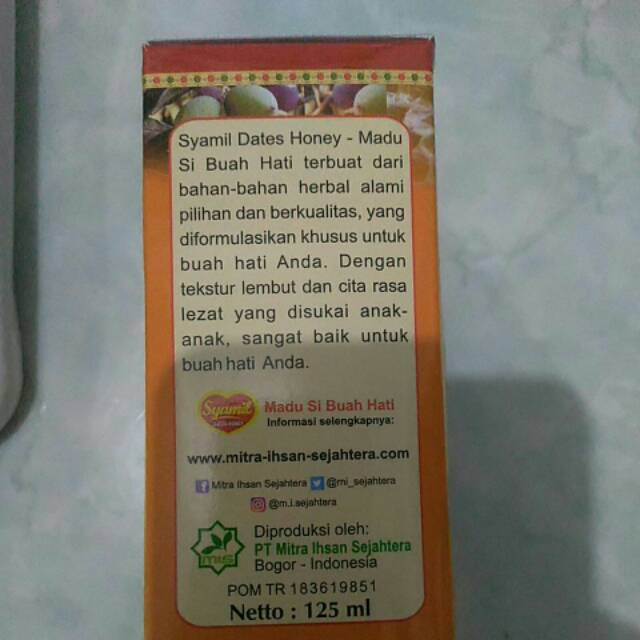 Syamil Dates Honey - Madu
Si Buah Hati terbuat dari
bahan-bahan herbal alami
pilihan dan berkualitas, yang
diformulasikan khusus untuk
buah hati Anda. Dengan
tekstur lembut dan cita rasa
lezat yang disukai anak-
anak, sangat baik untuk
buah hati Anda.
Syamil
Madu Si Buah Hati
Informasi selengkapnya:
www.mitra-ihsan-sejahtera.com
Mitra Ihsan Sejahtera @mi_sejahtera
@m.i.sejahtera
Diproduksi oleh:
PT Mitra Ihsan Sejahtera
Bogor - Indonesia
mis
POM TR 183619851
Netto : 125 ml